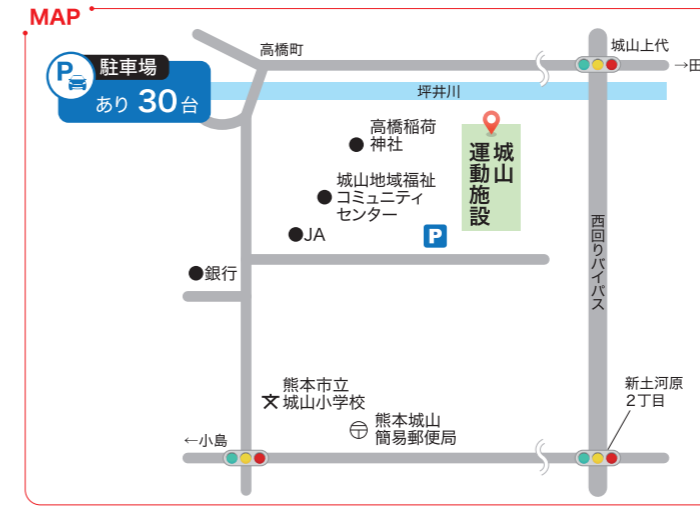 MAP
P
駐車場
あり 30台
高橋町
城山上代
→田
坪井川
高橋稲荷
神社
城山
運動施設
城山地域福祉
コミュニティ
センター
JA
P
西回りバイパス
銀行
新土河原
2丁目
文
熊本市立
城山小学校
熊本城山
簡易郵便局
←小島